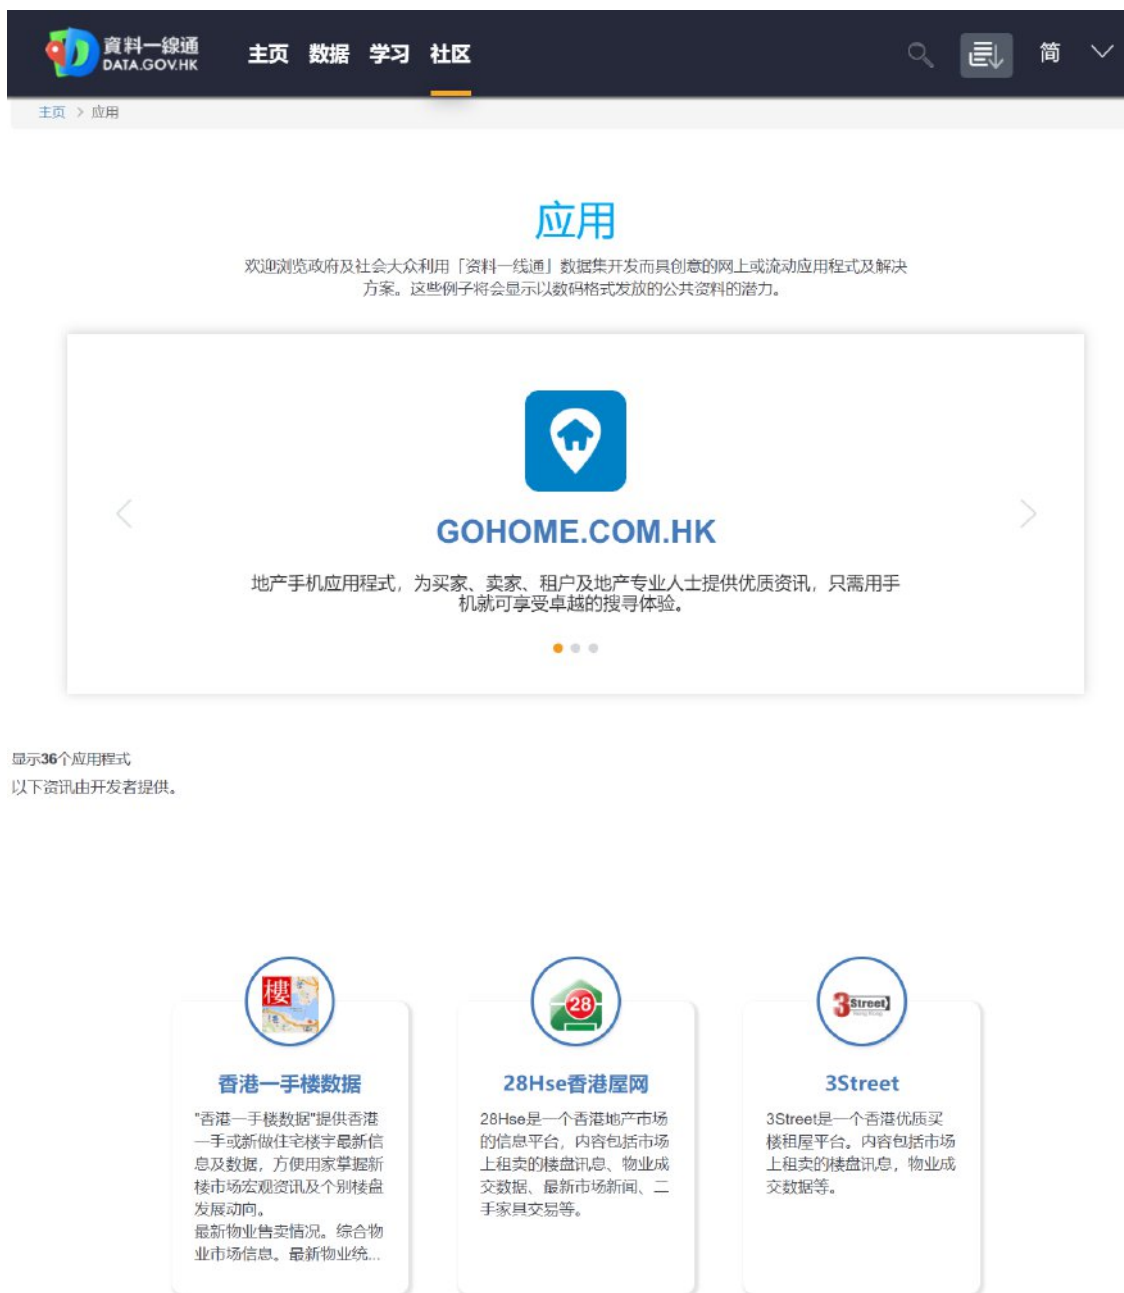 資料一線通
DATA.GOV.HK
主页 数据 学习 社区
简
主页 > 应用
应用
欢迎浏览政府及社会大众利用「资料一线通」数据集开发而具创意的网上或流动应用程式及解决
方案。这些例子将会显示以数码格式发放的公共资料的潜力。
GOHOME.COM.HK
地产手机应用程式，为买家、卖家、租户及地产专业人士提供优质资讯，只需用手
机就可享受卓越的搜寻体验。
显示36个应用程式
以下资讯由开发者提供。
樓
香港一手楼数据
"香港一手楼数据"提供香港
一手或新做住宅楼宇最新信
息及数据，方便用家掌握新
楼市场宏观资讯及个别楼盘
发展动向。
最新物业售卖情况。综合物
业市场信息。最新物业统...
28
28Hse香港屋网
28Hse是一个香港地产市场
的信息平台，内容包括市场
上租卖的楼盘讯息、物业成
交数据、最新市场新闻、二
手家具交易等。
3Street
3Street
3Street是一个香港优质买
楼租屋平台。内容包括市场
上租卖的楼盘讯息，物业成
交数据等。